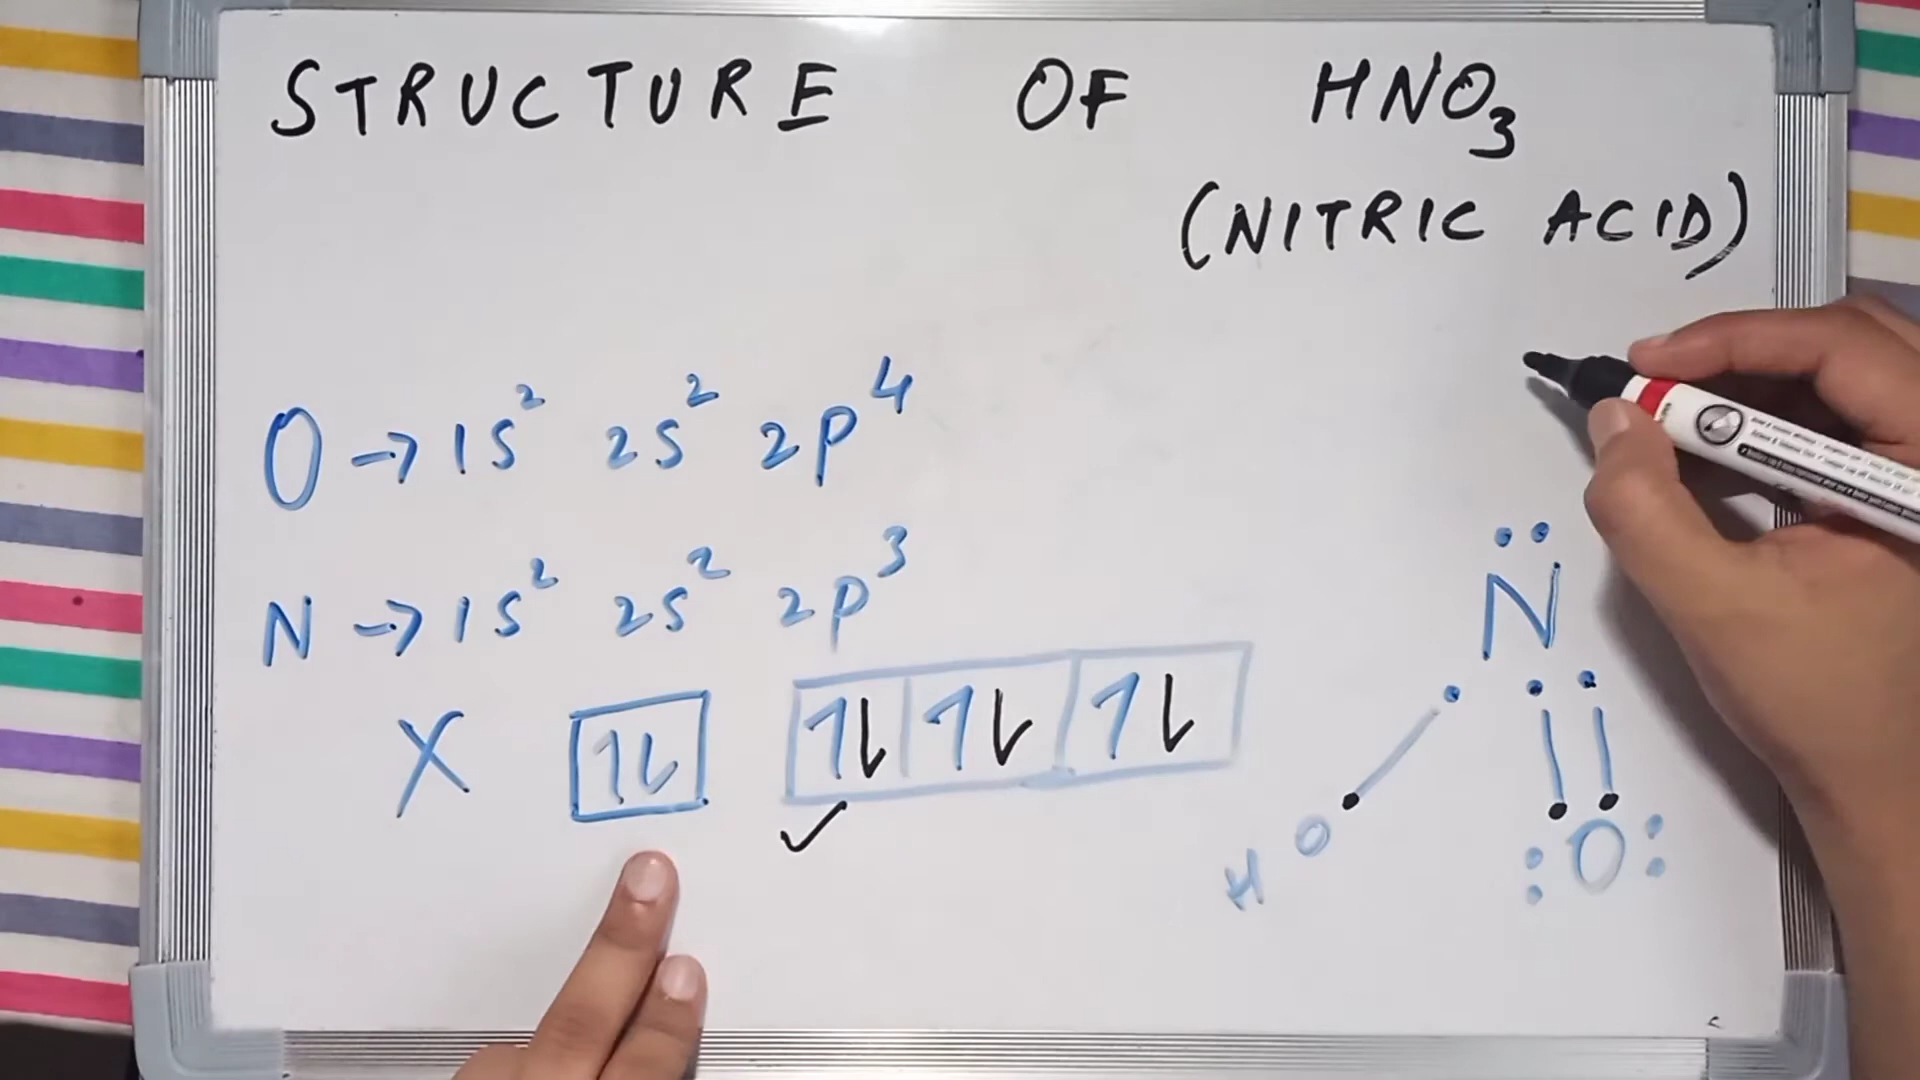 STRUCTURE OF HNO₃
(NITRIC ACID)
O → 1s² 2s² 2p⁴
N → 1s² 2s² 2p³
X ↿⇂ ↿⇂ ↿⇂ ↿⇂
✓
N
O
H
O